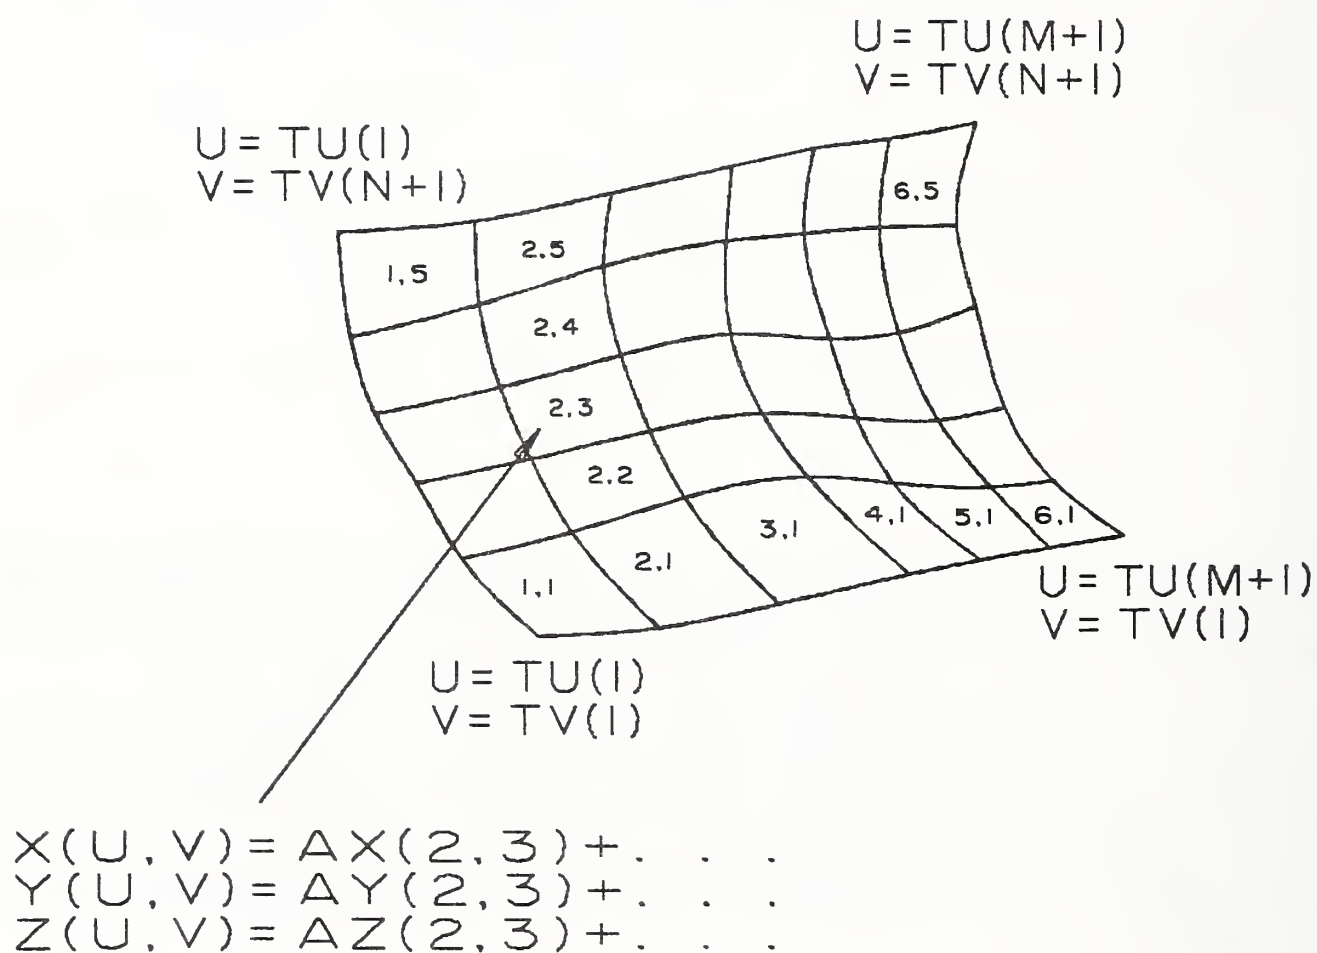 U = TU(M+1)
V = TV(N+1)
U = TU(1)
V = TV(N+1)
6,5
2,5
1,5
2,4
2,3
2,2
3,1
4,1
5,1
6,1
2,1
1,1
U = TU(M+1)
V = TV(1)
U = TU(1)
V = TV(1)
X(U,V) = AX(2,3) + . . .
Y(U,V) = AY(2,3) + . . .
Z(U,V) = AZ(2,3) + . . .